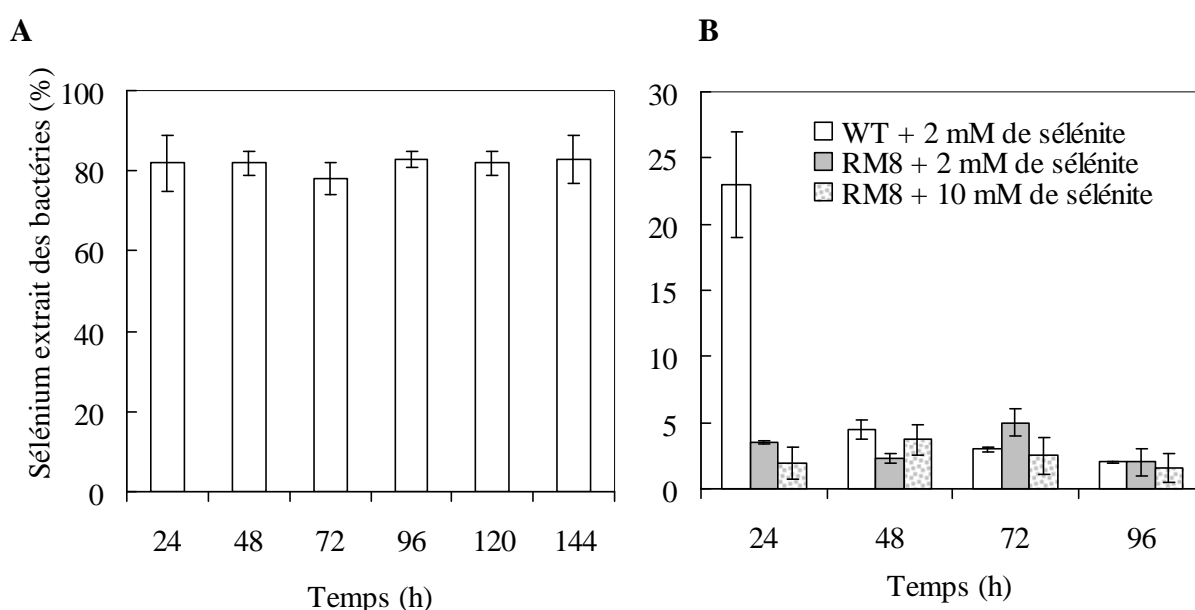 A
Sélénium extrait des bactéries (%)
100
80
60
40
20
0
24 48 72 96 120 144
Temps (h)
B
30
25
20
15
10
5
0
WT + 2 mM de sélénite
RM8 + 2 mM de sélénite
RM8 + 10 mM de sélénite
24 48 72 96
Temps (h)